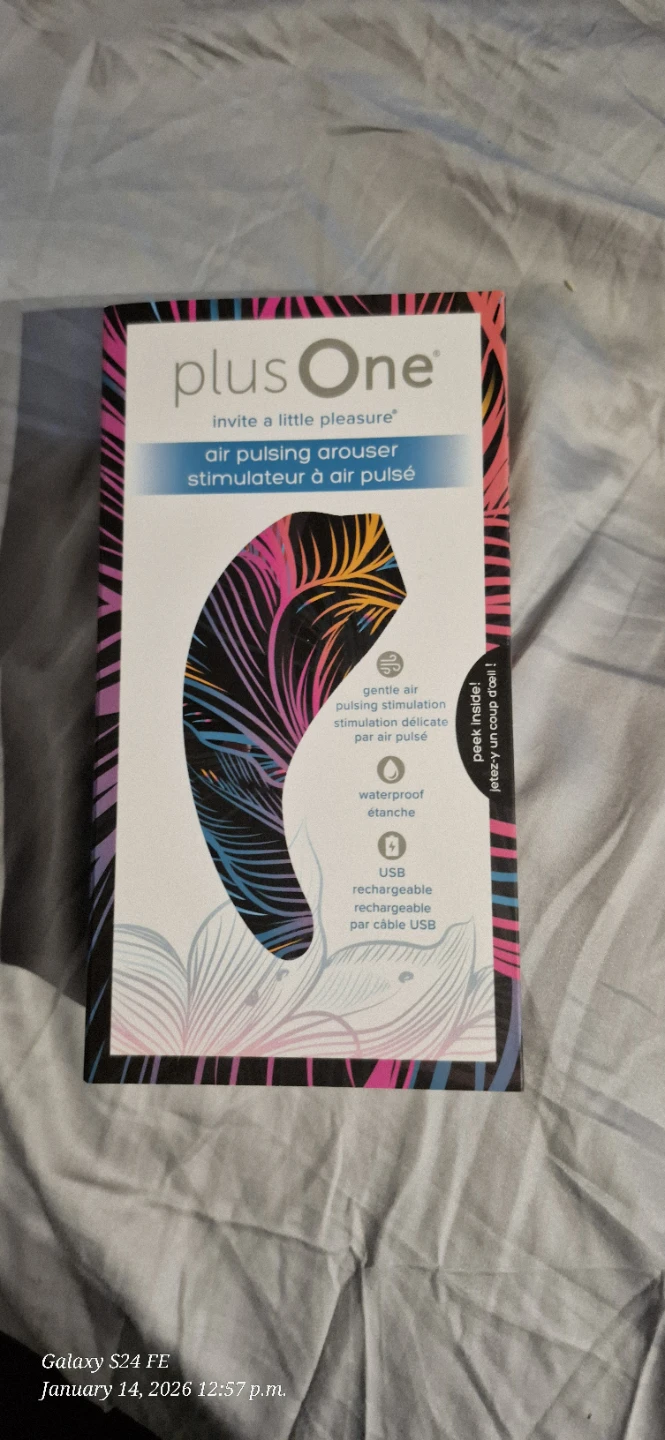 plusOne®
invite a little pleasure®
air pulsing arouser
stimulateur à air pulsé
gentle air
pulsing stimulation
stimulation délicate
par air pulsé
waterproof
étanche
USB
rechargeable
rechargeable
par câble USB
peek inside!
jetez-y un coup d'œil !
Galaxy S24 FE
January 14, 2026 12:57 p.m.